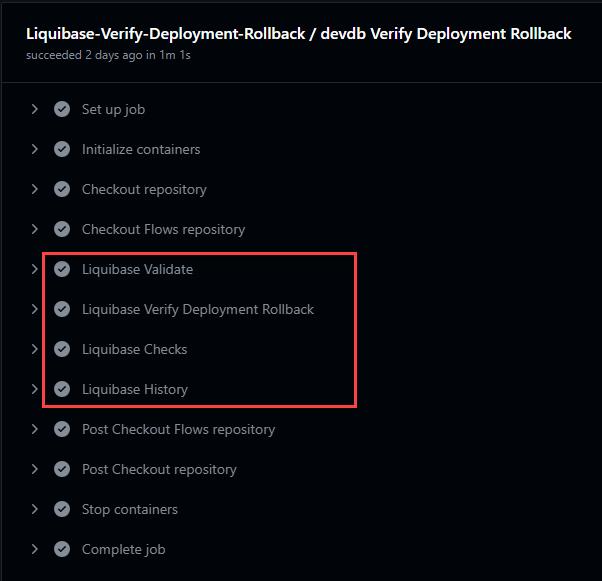 Liquibase-Verify-Deployment-Rollback / devdb Verify Deployment Rollback
succeeded 2 days ago in 1m 1s
Set up job
Initialize containers
Checkout repository
Checkout Flows repository
Liquibase Validate
Liquibase Verify Deployment Rollback
Liquibase Checks
Liquibase History
Post Checkout Flows repository
Post Checkout repository
Stop containers
Complete job